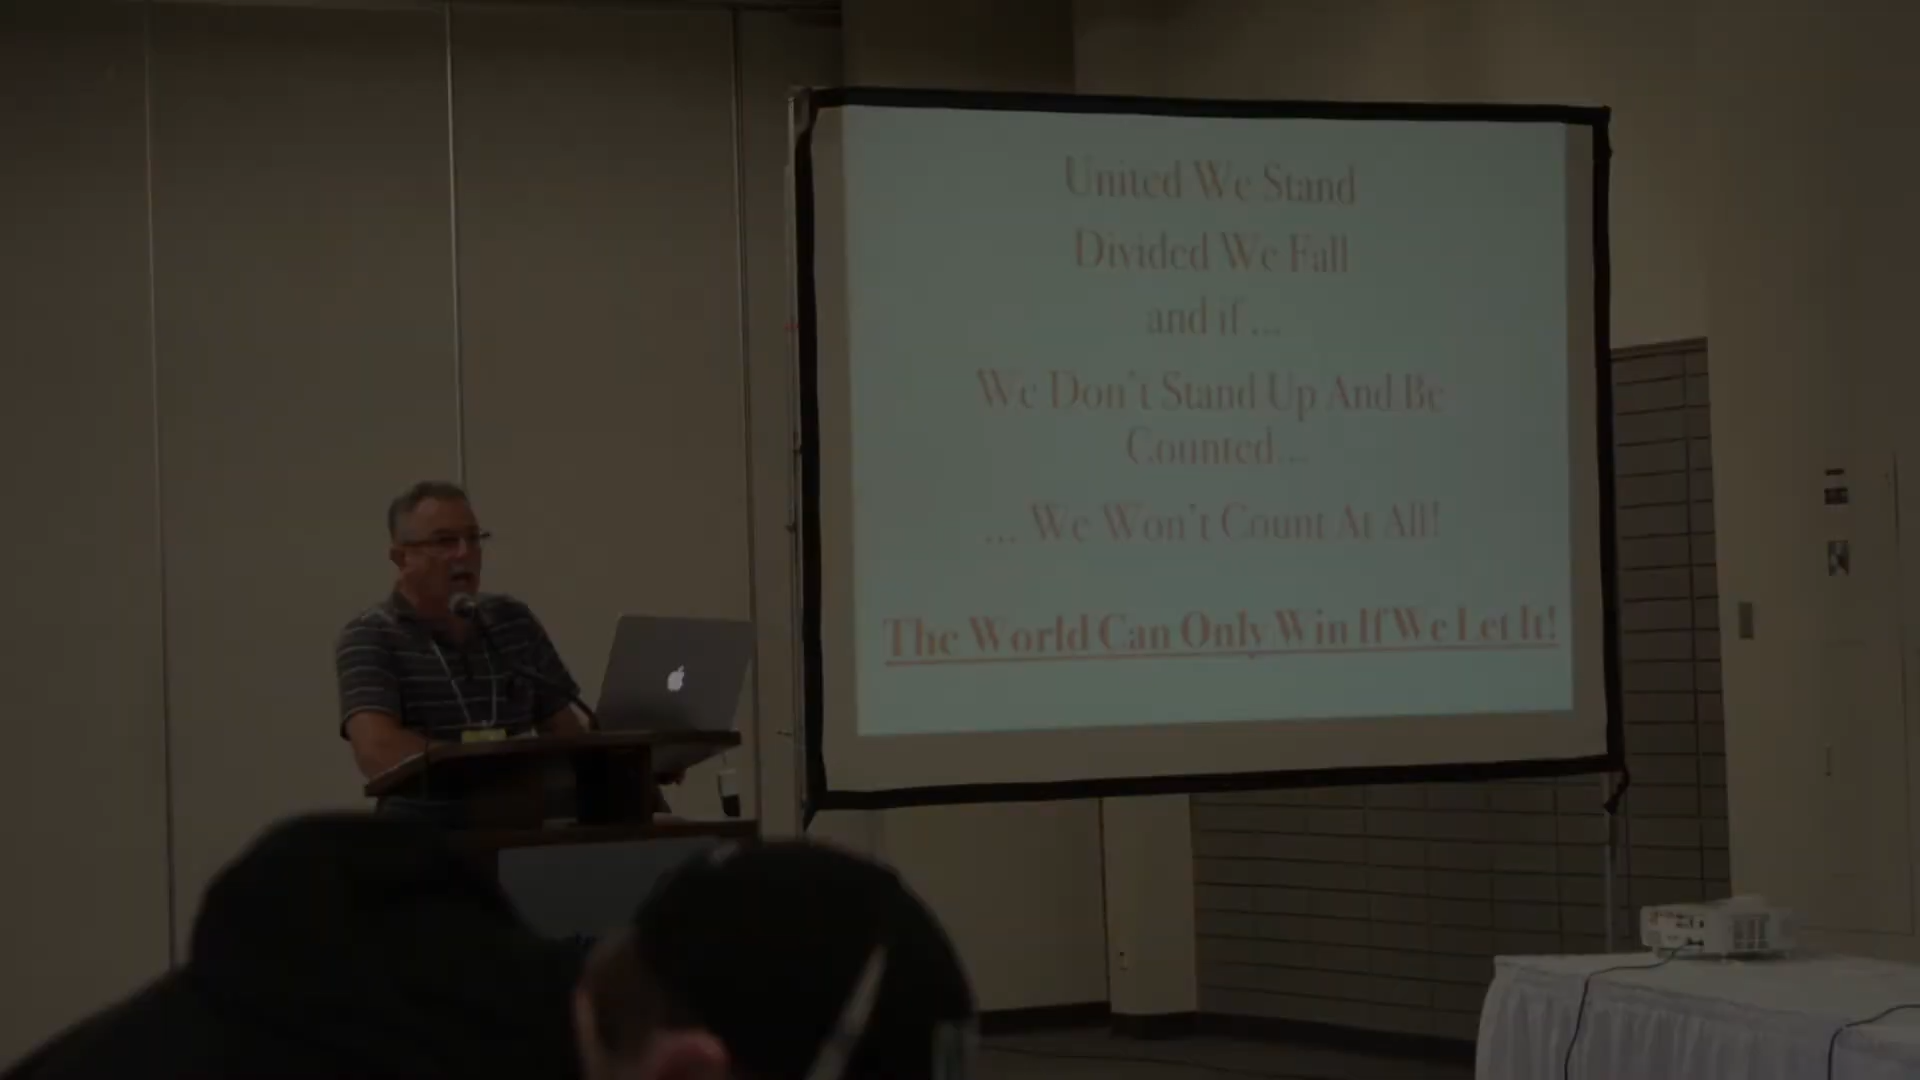 United We Stand
Divided We Fall
and if ...
We Don't Stand Up And Be
Counted...
... We Won't Count At All!
The World Can Only Win If We Let It!